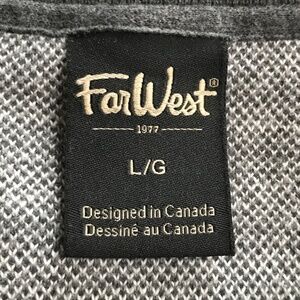 FarWest®
1977
L/G
Designed in Canada
Dessiné au Canada